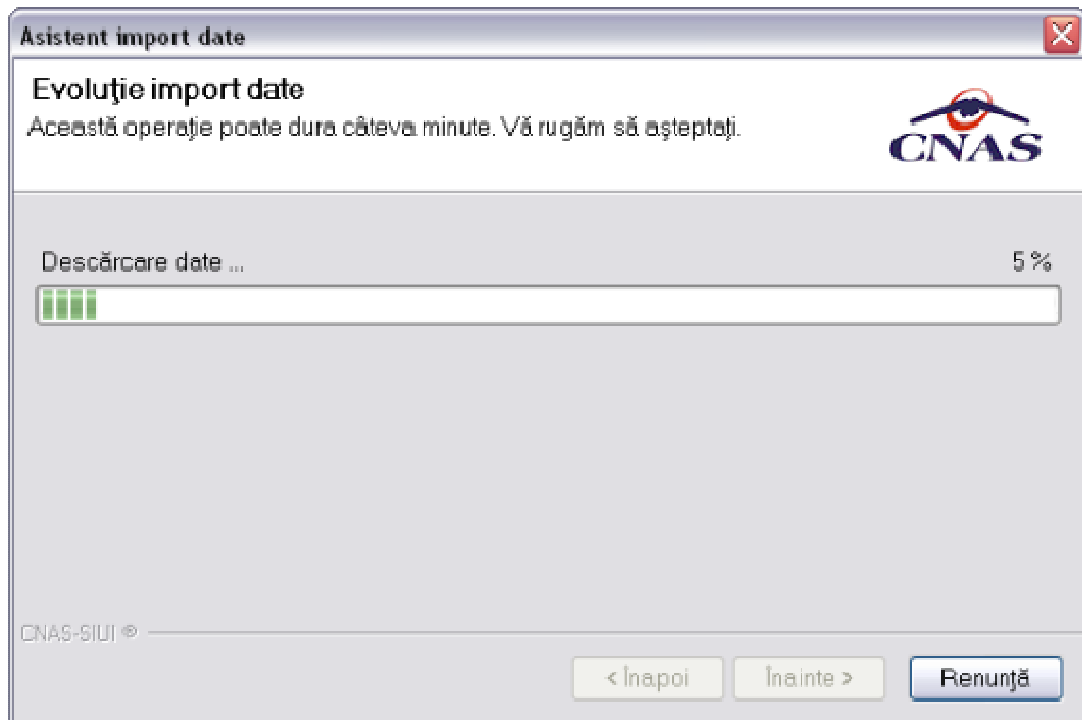 Asistent import date
Evoluţie import date
Această operaţie poate dura câteva minute. Vă rugăm să aşteptaţi.
CNAS
Descărcare date ... 5 %
CNAS-SIUI ®
< Înapoi Înainte > Renunţă